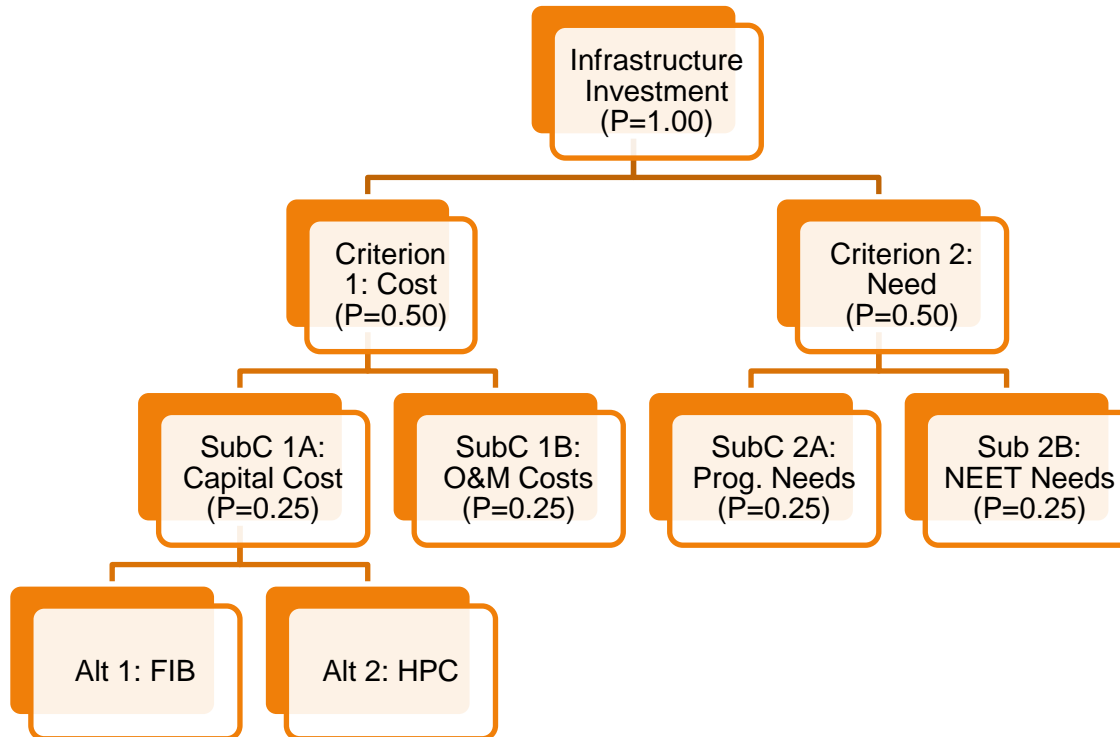 Infrastructure
Investment
(P=1.00)
Criterion
1: Cost
(P=0.50)
Criterion 2:
Need
(P=0.50)
SubC 1A:
Capital Cost
(P=0.25)
SubC 1B:
O&M Costs
(P=0.25)
SubC 2A:
Prog. Needs
(P=0.25)
Sub 2B:
NEET Needs
(P=0.25)
Alt 1: FIB
Alt 2: HPC